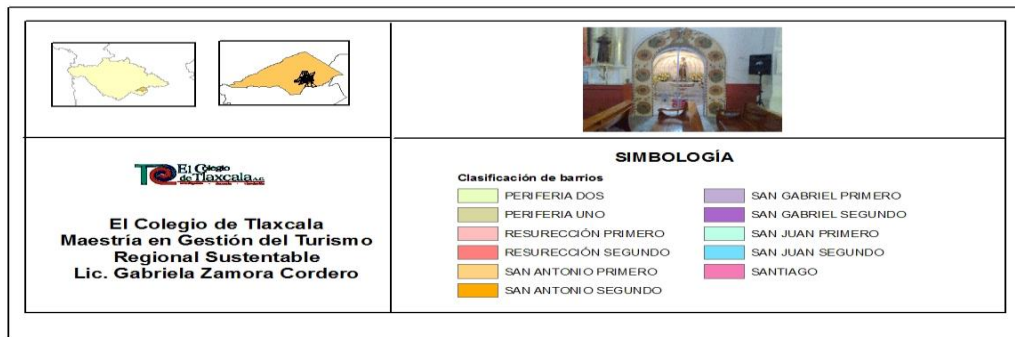 El Colegio
de Tlaxcala
El Colegio de Tlaxcala
Maestría en Gestión del Turismo
Regional Sustentable
Lic. Gabriela Zamora Cordero
SIMBOLOGÍA
Clasificación de barrios
PERIFERIA DOS
PERIFERIA UNO
RESURECCIÓN PRIMERO
RESURECCIÓN SEGUNDO
SAN ANTONIO PRIMERO
SAN ANTONIO SEGUNDO
SAN GABRIEL PRIMERO
SAN GABRIEL SEGUNDO
SAN JUAN PRIMERO
SAN JUAN SEGUNDO
SANTIAGO